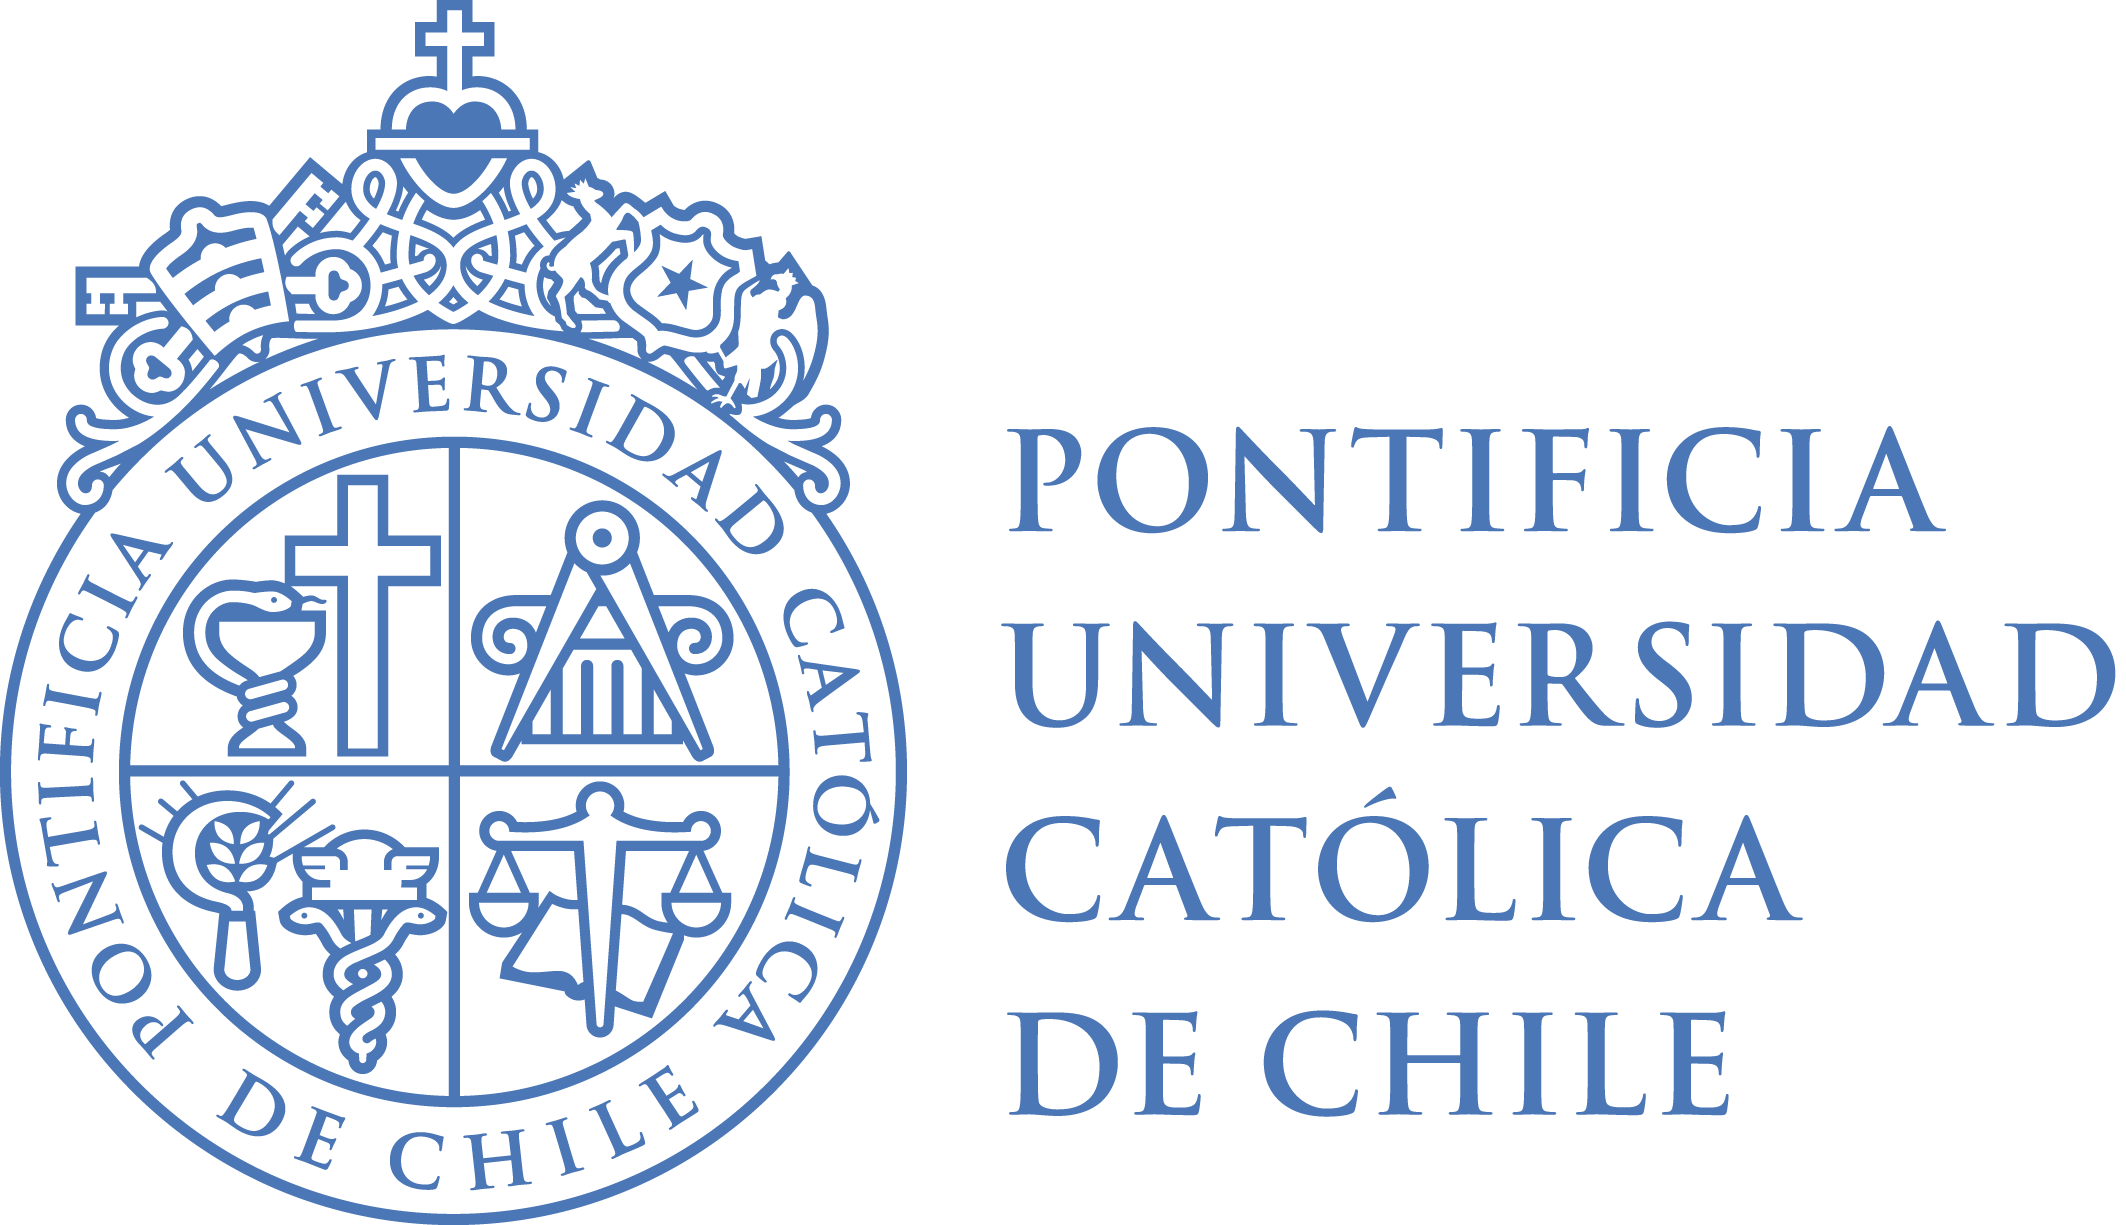 PONTIFICIA UNIVERSIDAD CATÓLICA
DE CHILE
PONTIFICIA
UNIVERSIDAD
CATÓLICA
DE CHILE